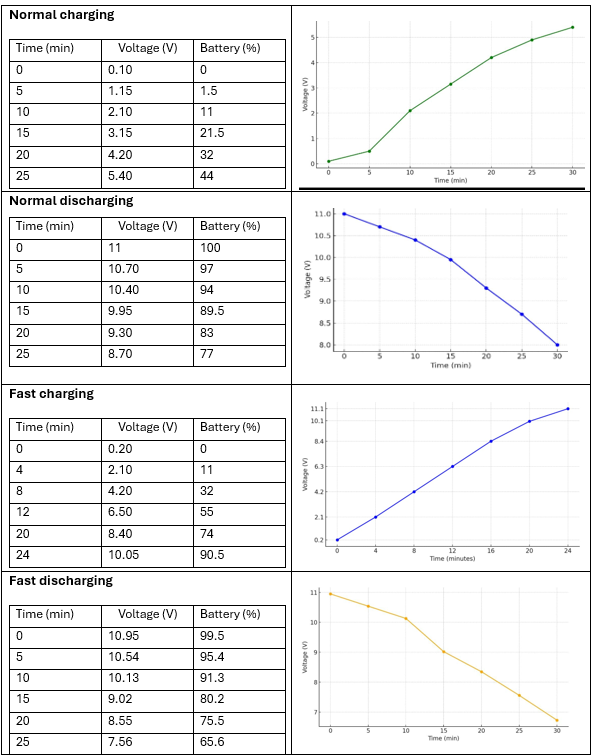 Normal charging
Time (min) Voltage (V) Battery (%)
0 0.10 0
5 1.15 1.5
10 2.10 11
15 3.15 21.5
20 4.20 32
25 5.40 44
Voltage (V)
5
4
3
2
1
0
0 5 10 15 20 25 30
Time (min)
Normal discharging
Time (min) Voltage (V) Battery (%)
0 11 100
5 10.70 97
10 10.40 94
15 9.95 89.5
20 9.30 83
25 8.70 77
Voltage (V)
11.0
10.5
10.0
9.5
9.0
8.5
8.0
0 5 10 15 20 25 30
Time (min)
Fast charging
Time (min) Voltage (V) Battery (%)
0 0.20 0
4 2.10 11
8 4.20 32
12 6.50 55
20 8.40 74
24 10.05 90.5
Voltage (V)
11.1
10.1
8.4
6.3
4.2
2.1
0.2
0 4 8 12 16 20 24
Time (minutes)
Fast discharging
Time (min) Voltage (V) Battery (%)
0 10.95 99.5
5 10.54 95.4
10 10.13 91.3
15 9.02 80.2
20 8.55 75.5
25 7.56 65.6
Voltage (V)
11
10
9
8
7
0 5 10 15 20 25 30
Time (min)